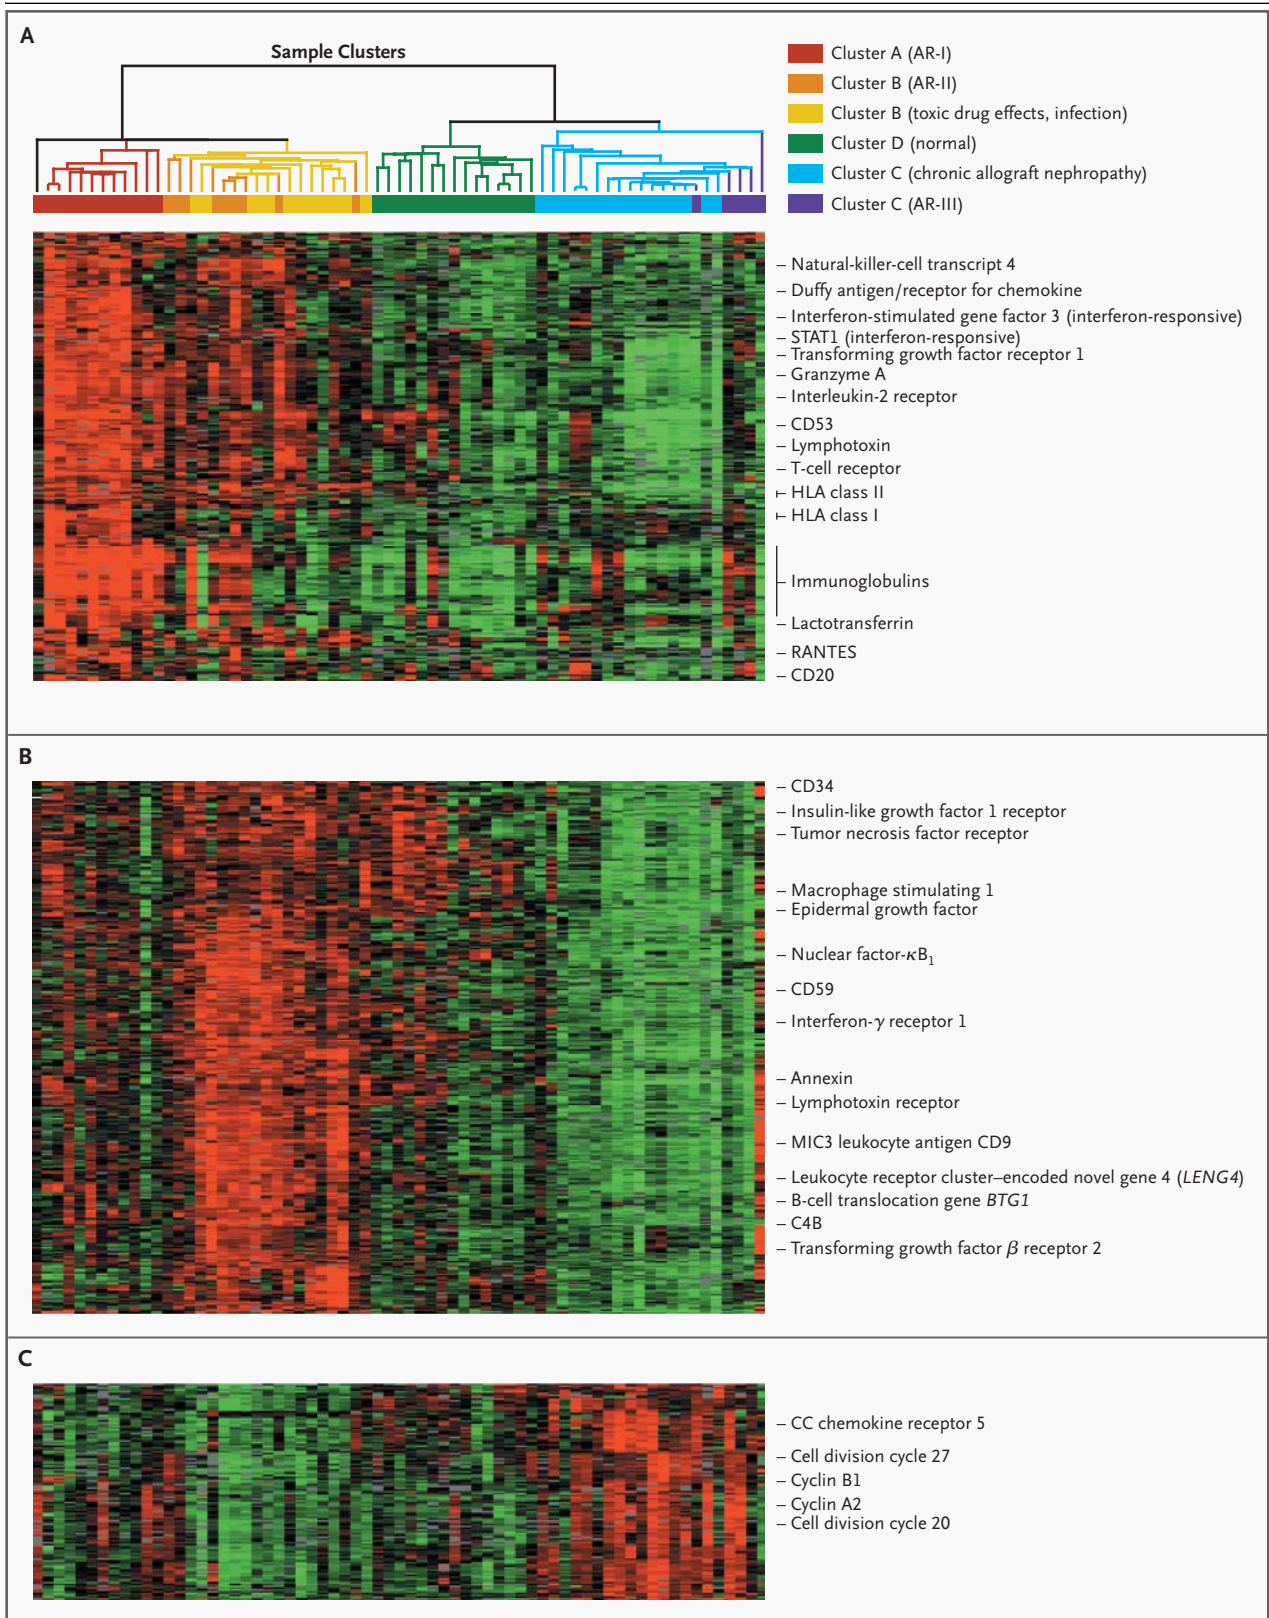 A
Sample Clusters
Cluster A (AR-I)
Cluster B (AR-II)
Cluster B (toxic drug effects, infection)
Cluster D (normal)
Cluster C (chronic allograft nephropathy)
Cluster C (AR-III)
– Natural-killer-cell transcript 4
– Duffy antigen/receptor for chemokine
– Interferon-stimulated gene factor 3 (interferon-responsive)
– STAT1 (interferon-responsive)
– Transforming growth factor receptor 1
– Granzyme A
– Interleukin-2 receptor
– CD53
– Lymphotoxin
– T-cell receptor
HLA class II
HLA class I
Immunoglobulins
– Lactotransferrin
– RANTES
– CD20
B
– CD34
– Insulin-like growth factor 1 receptor
– Tumor necrosis factor receptor
– Macrophage stimulating 1
– Epidermal growth factor
– Nuclear factor-κB₁
– CD59
– Interferon-γ receptor 1
– Annexin
– Lymphotoxin receptor
– MIC3 leukocyte antigen CD9
– Leukocyte receptor cluster–encoded novel gene 4 (LENG4)
– B-cell translocation gene BTG1
– C4B
– Transforming growth factor β receptor 2
C
– CC chemokine receptor 5
– Cell division cycle 27
– Cyclin B1
– Cyclin A2
– Cell division cycle 20